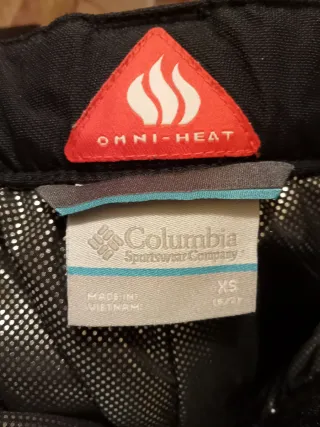 OMNI-HEAT
Columbia
Sportswear Company
XS
MADE IN:
VIETNAM